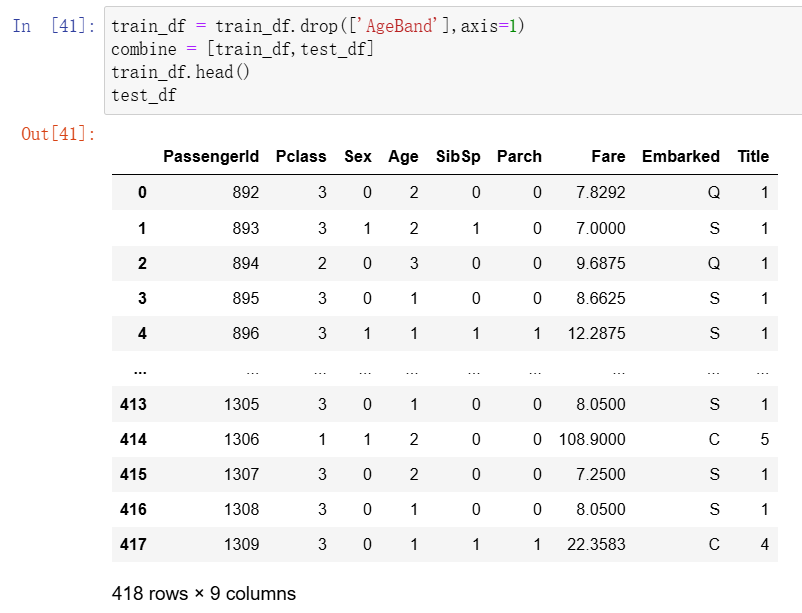 In [41]: train_df = train_df.drop(['AgeBand'],axis=1)
combine = [train_df,test_df]
train_df.head()
test_df
Out[41]:
PassengerId Pclass Sex Age SibSp Parch Fare Embarked Title
0 892 3 0 2 0 0 7.8292 Q 1
1 893 3 1 2 1 0 7.0000 S 1
2 894 2 0 3 0 0 9.6875 Q 1
3 895 3 0 1 0 0 8.6625 S 1
4 896 3 1 1 1 1 12.2875 S 1
... ... ... ... ... ... ... ... ... ...
413 1305 3 0 1 0 0 8.0500 S 1
414 1306 1 1 2 0 0 108.9000 C 5
415 1307 3 0 2 0 0 7.2500 S 1
416 1308 3 0 1 0 0 8.0500 S 1
417 1309 3 0 1 1 1 22.3583 C 4
418 rows × 9 columns